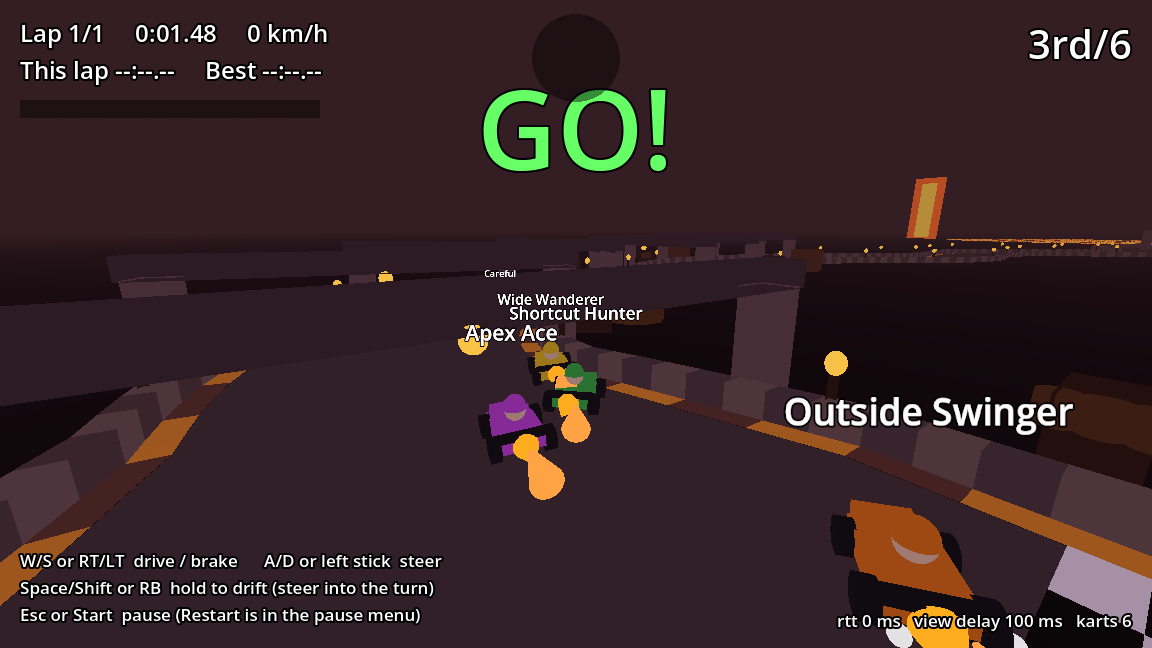 Lap 1/1 0:01.48 0 km/h
3rd/6
This lap --:--.-- Best --:--.--
GO!
Careful
Wide Wanderer
Shortcut Hunter
Apex Ace
Outside Swinger
W/S or RT/LT drive / brake A/D or left stick steer
Space/Shift or RB hold to drift (steer into the turn)
Esc or Start pause (Restart is in the pause menu)
rtt 0 ms view delay 100 ms karts 6